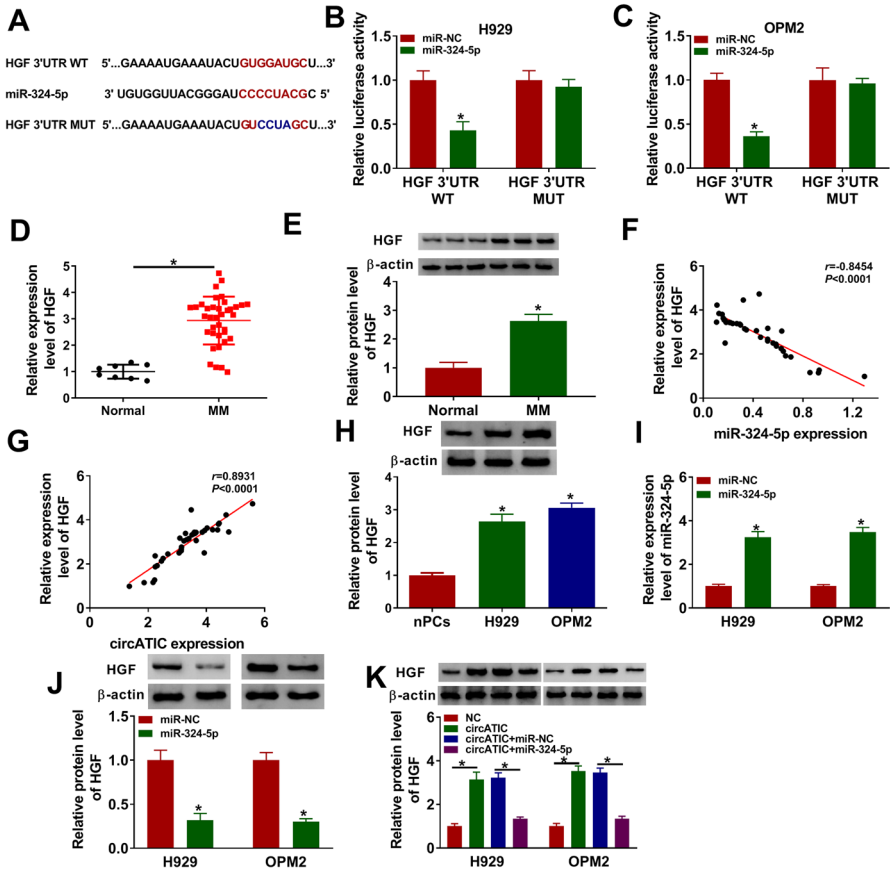 A
HGF 3'UTR WT 5'...GAAAAUGAAAUACUGUGGAUGCU...3'
miR-324-5p 3' UGUGGUUACGGGAUCCCCUACGC 5'
HGF 3'UTR MUT 5'...GAAAAUGAAAUACUGUCCUAGCU...3'
B
H929
miR-NC
miR-324-5p
Relative luciferase activity
1.5
1.0
0.5
0.0
*
HGF 3'UTR WT
HGF 3'UTR MUT
C
OPM2
miR-NC
miR-324-5p
Relative luciferase activity
1.5
1.0
0.5
0.0
*
HGF 3'UTR WT
HGF 3'UTR MUT
D
Relative expression
level of HGF
5
4
3
2
1
0
*
Normal MM
E
HGF
β-actin
Relative protein level
of HGF
4
3
2
1
0
*
Normal MM
F
Relative expression
level of HGF
6
4
2
0
r=-0.8454
P<0.0001
0.0 0.4 0.8 1.2
miR-324-5p expression
G
Relative expression
level of HGF
6
4
2
0
r=0.8931
P<0.0001
0 2 4 6
circATIC expression
H
HGF
β-actin
Relative protein level
of HGF
4
3
2
1
0
* *
nPCs H929 OPM2
I
Relative expression
level of miR-324-5p
6
4
2
0
miR-NC
miR-324-5p
* *
H929 OPM2
J
HGF
β-actin
Relative protein level
of HGF
1.5
1.0
0.5
0.0
miR-NC
miR-324-5p
* *
H929 OPM2
K
HGF
β-actin
Relative protein level
of HGF
6
4
2
0
NC
circATIC
circATIC+miR-NC
circATIC+miR-324-5p
* * * *
H929 OPM2